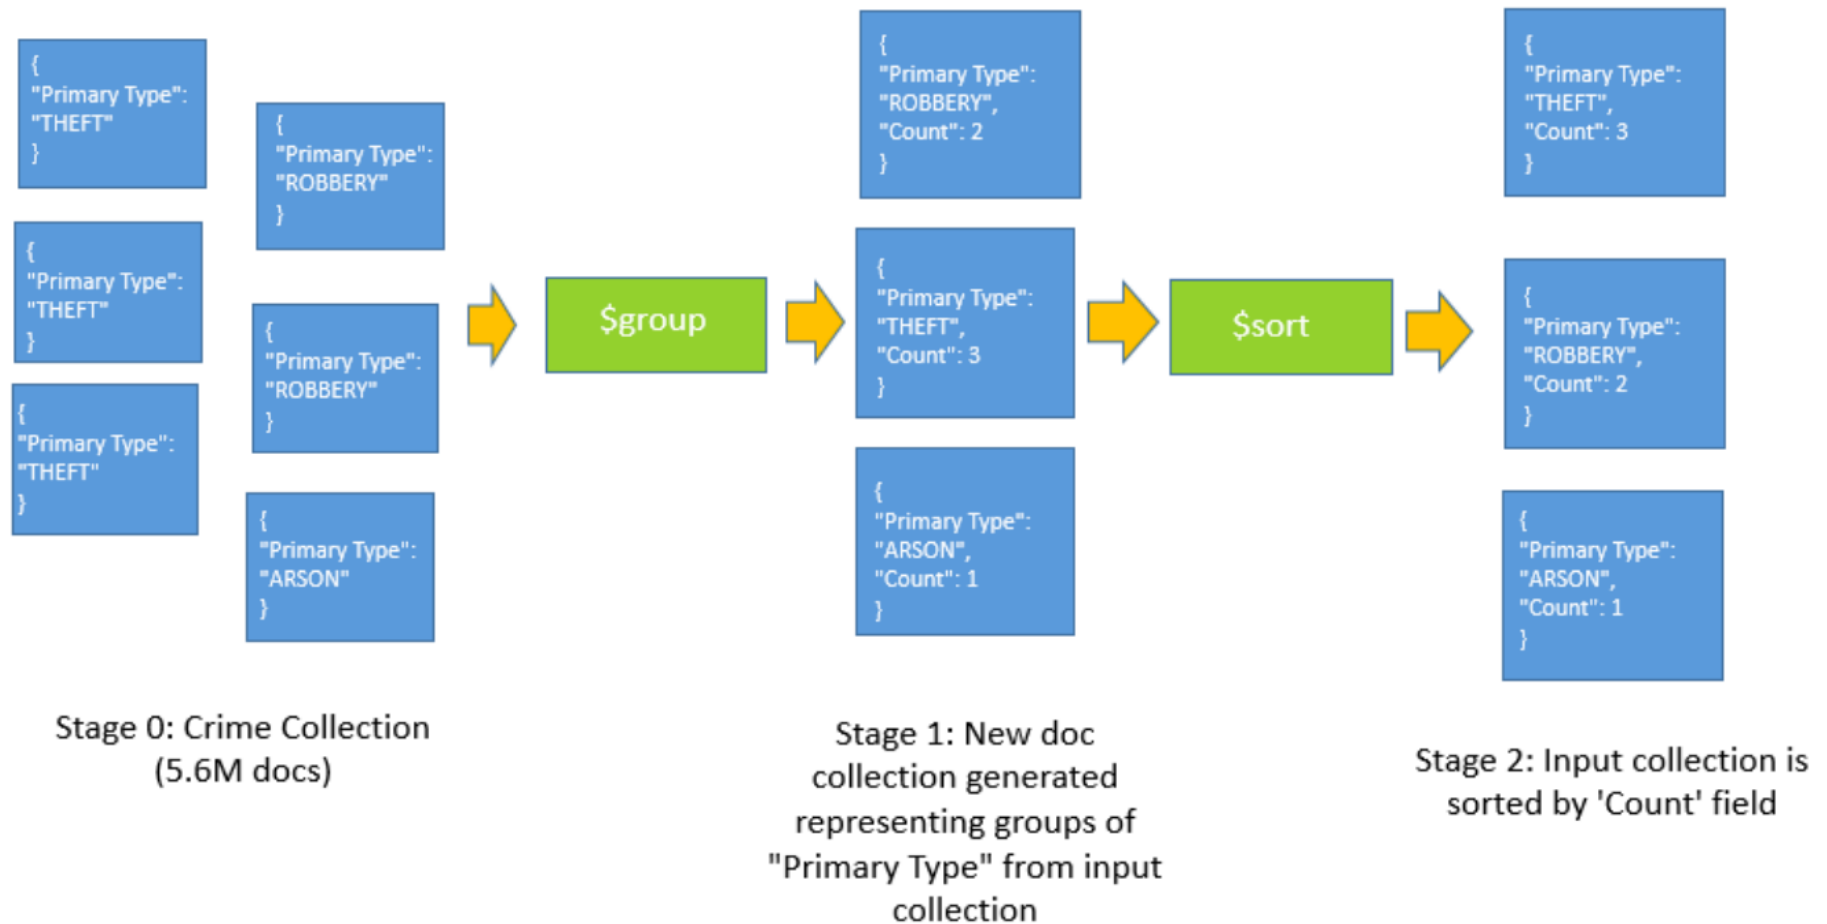 {
"Primary Type":
"THEFT"
}
{
"Primary Type":
"THEFT"
}
{
"Primary Type":
"THEFT"
}
{
"Primary Type":
"ROBBERY"
}
{
"Primary Type":
"ROBBERY"
}
{
"Primary Type":
"ARSON"
}
Stage 0: Crime Collection
(5.6M docs)
$group
{
"Primary Type":
"ROBBERY",
"Count": 2
}
{
"Primary Type":
"THEFT",
"Count": 3
}
{
"Primary Type":
"ARSON",
"Count": 1
}
Stage 1: New doc
collection generated
representing groups of
"Primary Type" from input
collection
$sort
{
"Primary Type":
"THEFT",
"Count": 3
}
{
"Primary Type":
"ROBBERY",
"Count": 2
}
{
"Primary Type":
"ARSON",
"Count": 1
}
Stage 2: Input collection is
sorted by 'Count' field